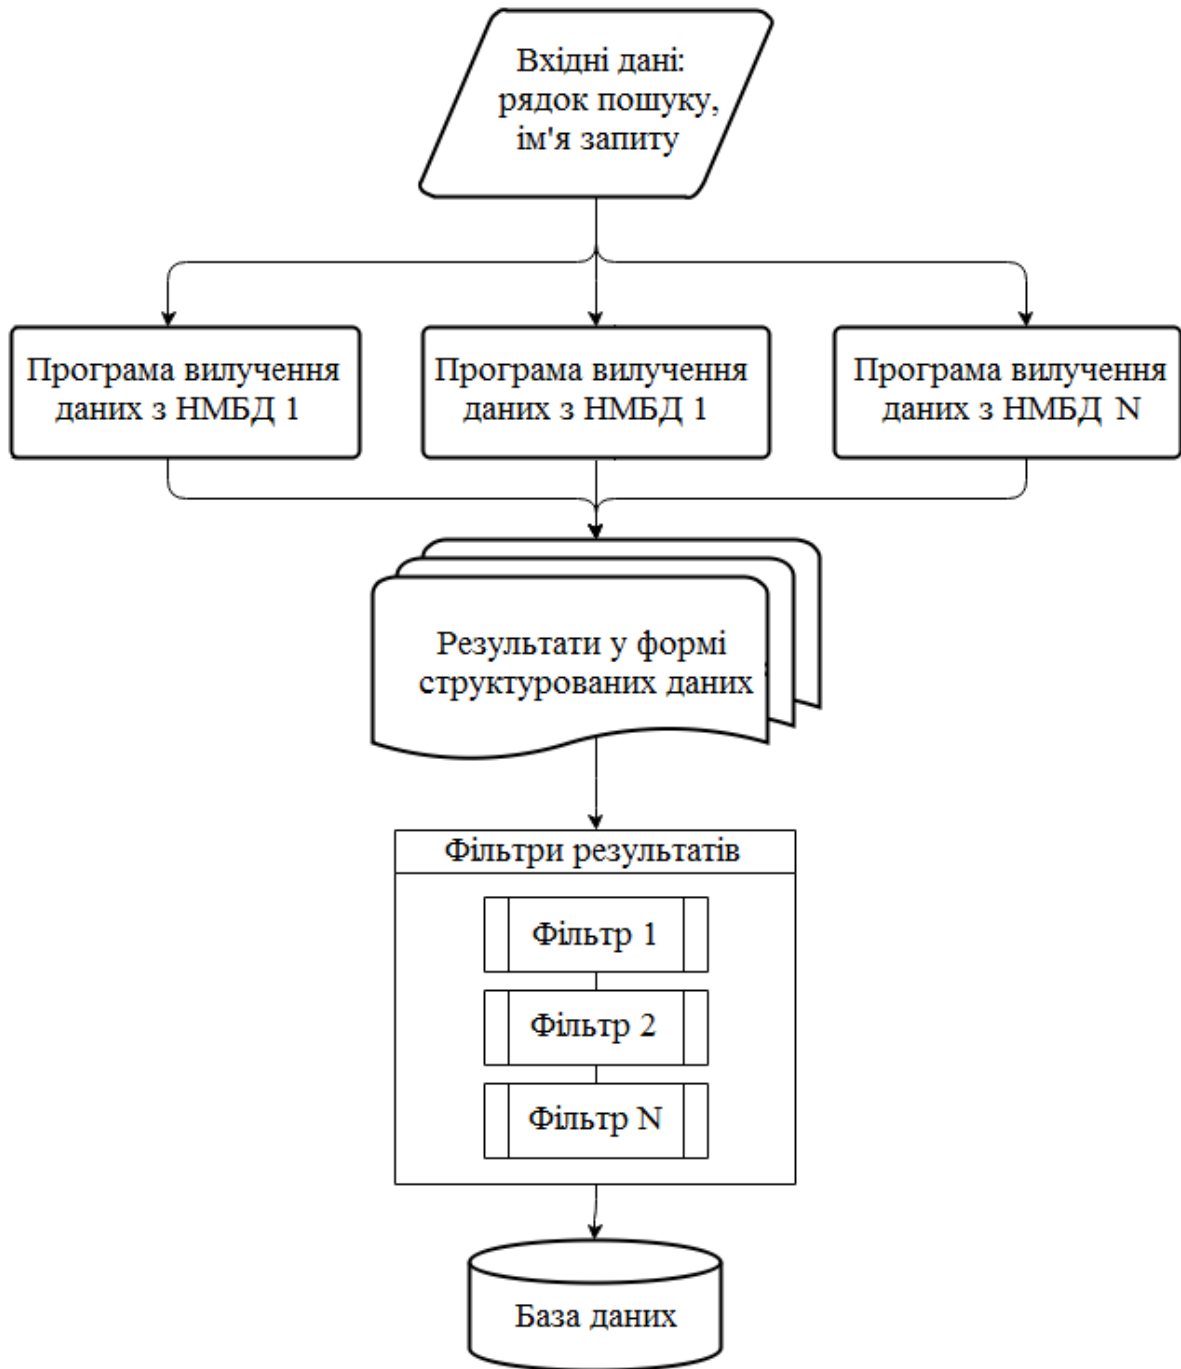 Вхідні дані:
рядок пошуку,
ім'я запиту
Програма вилучення
даних з НМБД 1
Програма вилучення
даних з НМБД 1
Програма вилучення
даних з НМБД N
Результати у формі
структурованих даних
Фільтри результатів
Фільтр 1
Фільтр 2
Фільтр N
База даних